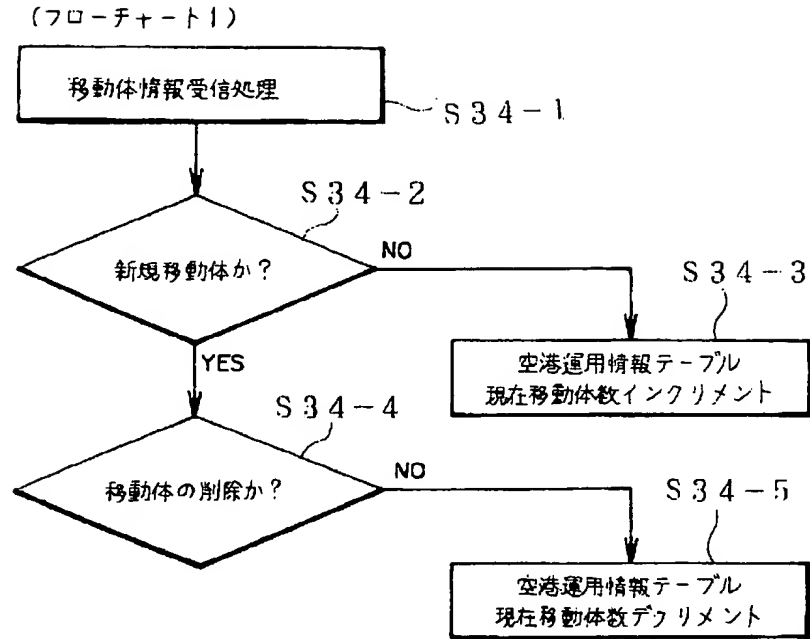 (フローチャート1)
移動体情報受信処理
S34-1
S34-2
新規移動体か?
NO
S34-3
空港運用情報テーブル
現在移動体数インクリメント
YES
S34-4
移動体の削除か?
NO
S34-5
空港運用情報テーブル
現在移動体数デクリメント